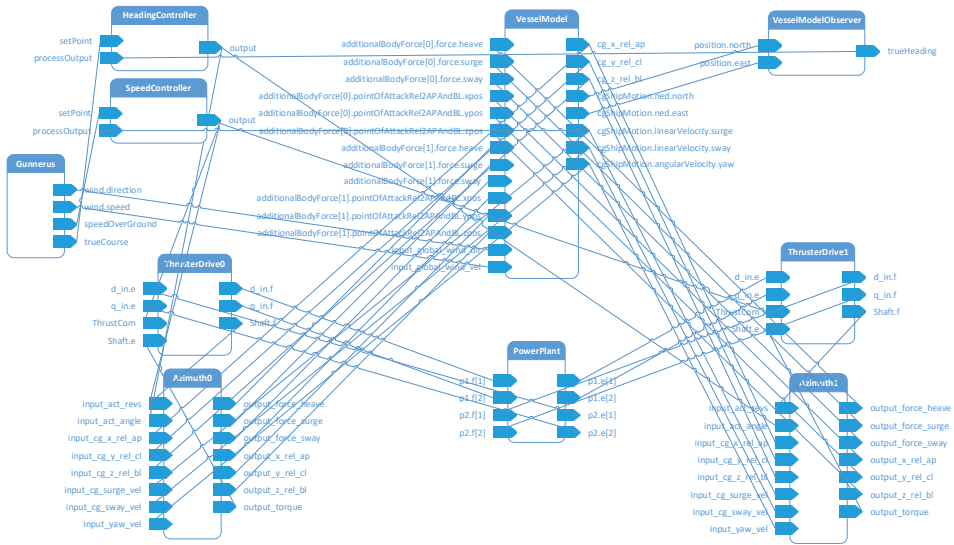 HeadingController
setPoint
processOutput
output
SpeedController
setPoint
processOutput
output
Gunnerus
wind.direction
wind.speed
speedOverGround
trueCourse
ThrusterDrive0
d_in.e
q_in.e
ThrustCom
Shaft.e
d_in.f
q_in.f
Shaft.f
Azimuth0
input_act_revs
input_act_angle
input_cg_x_rel_ap
input_cg_y_rel_cl
input_cg_z_rel_bl
input_cg_surge_vel
input_cg_sway_vel
input_yaw_vel
output_force_heave
output_force_surge
output_force_sway
output_x_rel_ap
output_y_rel_cl
output_z_rel_bl
output_torque
VesselModel
additionalBodyForce[0].force.heave
additionalBodyForce[0].force.surge
additionalBodyForce[0].force.sway
additionalBodyForce[0].pointOfAttackRel2APAndBL.xpos
additionalBodyForce[0].pointOfAttackRel2APAndBL.ypos
additionalBodyForce[0].pointOfAttackRel2APAndBL.zpos
additionalBodyForce[1].force.heave
additionalBodyForce[1].force.surge
additionalBodyForce[1].force.sway
additionalBodyForce[1].pointOfAttackRel2APAndBL.xpos
additionalBodyForce[1].pointOfAttackRel2APAndBL.ypos
additionalBodyForce[1].pointOfAttackRel2APAndBL.zpos
input_global_wind_dir
input_global_wind_vel
cg_x_rel_ap
cg_y_rel_cl
cg_z_rel_bl
cgShipMotion.ned.north
cgShipMotion.ned.east
cgShipMotion.linearVelocity.surge
cgShipMotion.linearVelocity.sway
cgShipMotion.angularVelocity.yaw
PowerPlant
p1.f[1]
p1.f[2]
p2.f[1]
p2.f[2]
p1.e[1]
p1.e[2]
p2.e[1]
p2.e[2]
VesselModelObserver
position.north
position.east
trueHeading
ThrusterDrive1
d_in.e
q_in.e
ThrustCom
Shaft.e
d_in.f
q_in.f
Shaft.f
Azimuth1
input_act_revs
input_act_angle
input_cg_x_rel_ap
input_cg_y_rel_cl
input_cg_z_rel_bl
input_cg_surge_vel
input_cg_sway_vel
input_yaw_vel
output_force_heave
output_force_surge
output_force_sway
output_x_rel_ap
output_y_rel_cl
output_z_rel_bl
output_torque